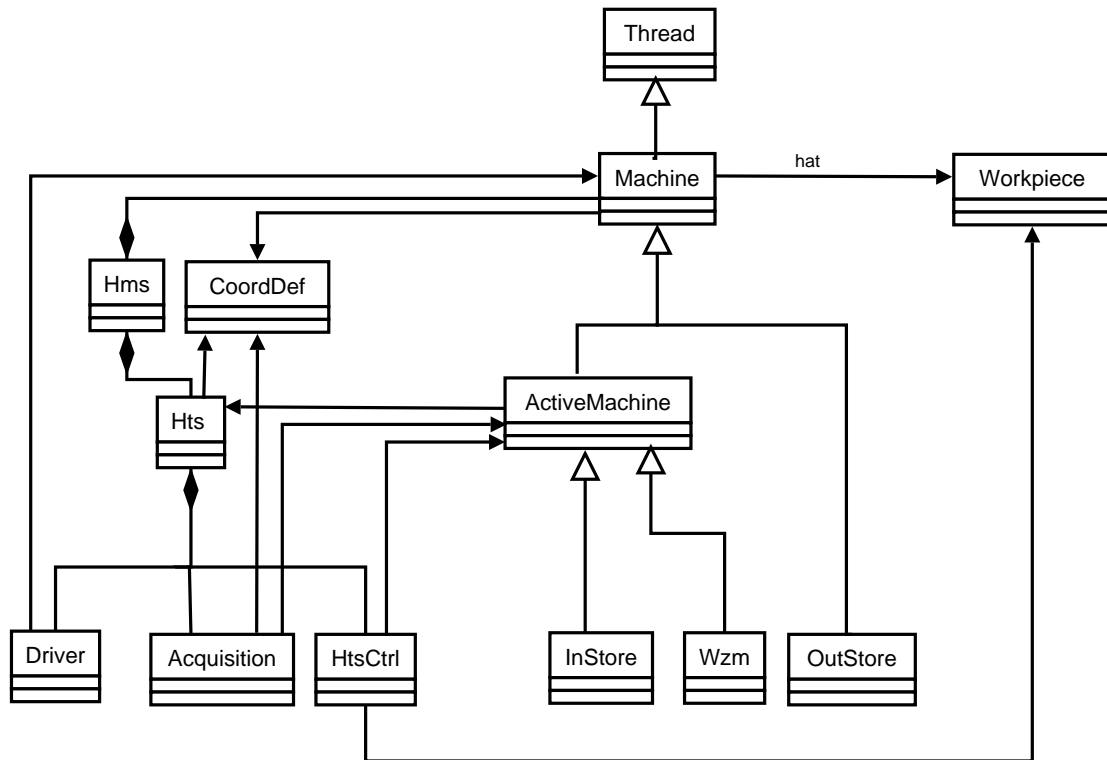 Thread
hat
Machine
Workpiece
Hms
CoordDef
ActiveMachine
Hts
Driver
Acquisition
HtsCtrl
InStore
Wzm
OutStore